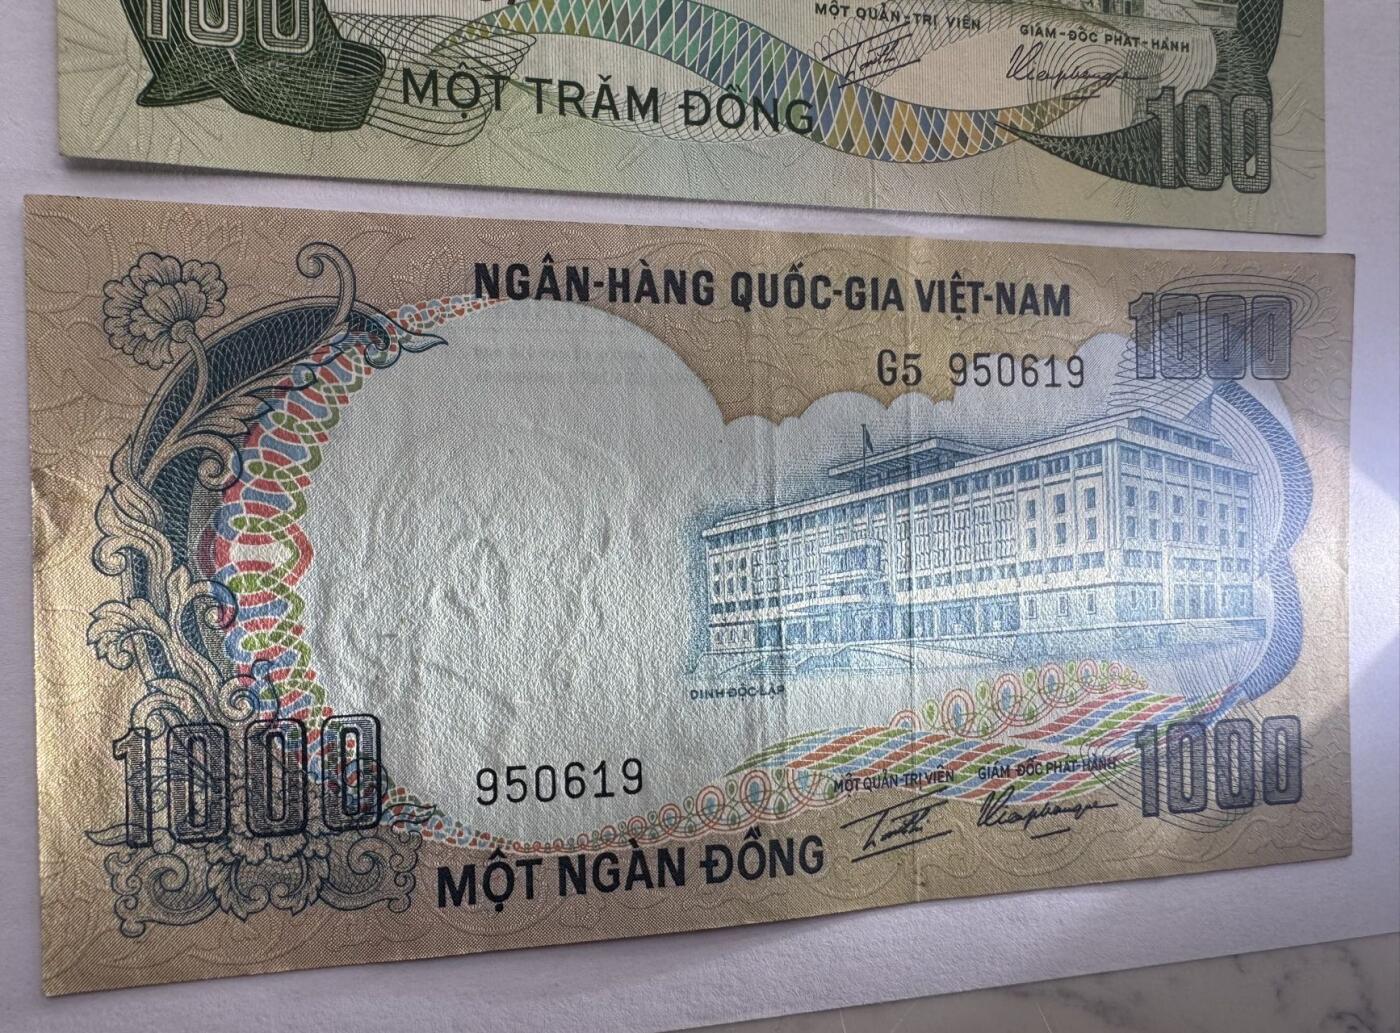 100
MỘT QUẢN-TRỊ VIÊN
GIÁM-ĐỐC PHÁT-HÀNH
MỘT TRĂM ĐỒNG
100
NGÂN-HÀNG QUỐC-GIA VIỆT-NAM
1000
G5 950619
DINH ĐỘC-LẬP
1000
950619
MỘT QUẢN-TRỊ VIÊN
GIÁM ĐỐC PHÁT-HÀNH
1000
MỘT NGÀN ĐỒNG